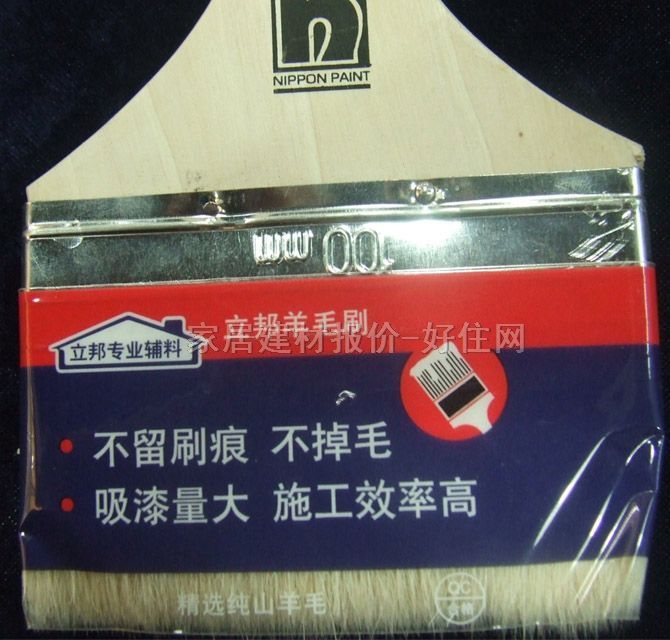 NIPPON PAINT
100 mm
立邦羊毛刷
立邦专业辅料
家居建材报价-好住网
• 不留刷痕 不掉毛
• 吸漆量大 施工效率高
精选纯山羊毛
QC
合格